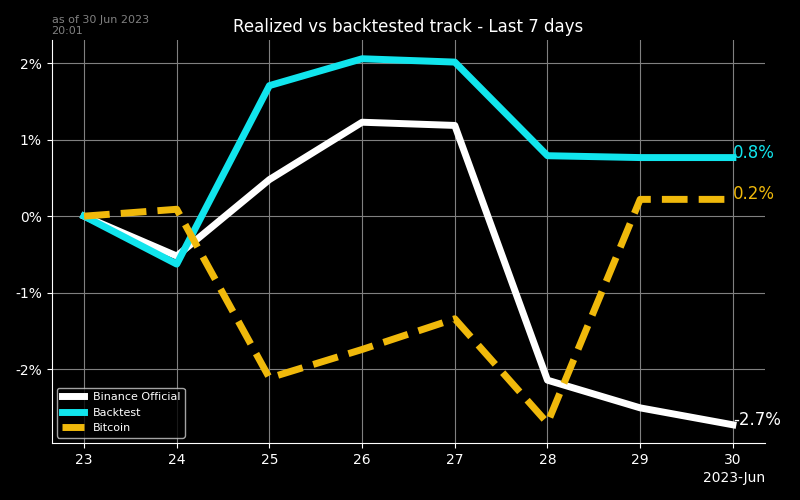 as of 30 Jun 2023
20:01
Realized vs backtested track - Last 7 days
2%
1%
0%
-1%
-2%
0.8%
0.2%
-2.7%
Binance Official
Backtest
Bitcoin
23 24 25 26 27 28 29 30
2023-Jun